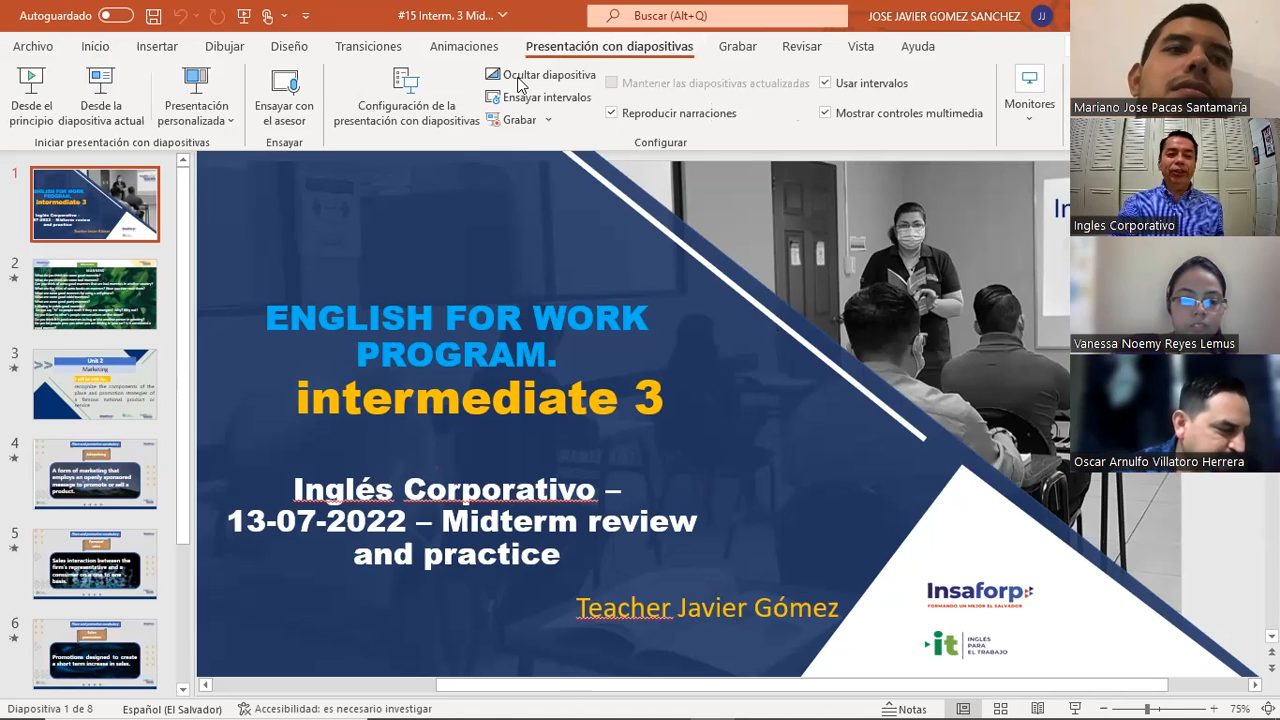 Autoguardado
#15 Interm. 3 Mid...
Buscar (Alt+Q)
JOSE JAVIER GOMEZ SANCHEZ
JJ
Archivo
Inicio
Insertar
Dibujar
Diseño
Transiciones
Animaciones
Presentación con diapositivas
Grabar
Revisar
Vista
Ayuda
Desde el principio
Desde la diapositiva actual
Presentación personalizada
Ensayar con el asesor
Configuración de la presentación con diapositivas
Ocultar diapositiva
Ensayar intervalos
Grabar
Mantener las diapositivas actualizadas
Reproducir narraciones
Usar intervalos
Mostrar controles multimedia
Monitores
Iniciar presentación con diapositivas
Ensayar
Configurar
1
2
3
Unit 2
Marketing
4
Advertising
A form of marketing that
employs an openly sponsored
message to promote or sell a
product.
5
Sales interaction between the
firm's representative and a
consumer on a one to one
basis.
6
Promotions designed to create
a short term increase in sales.
ENGLISH FOR WORK
PROGRAM.
intermediate 3
Inglés Corporativo –
13-07-2022 – Midterm review
and practice
Teacher Javier Gómez
Insaforp
FORMANDO UN MEJOR EL SALVADOR
it
INGLÉS
PARA
EL TRABAJO
Mariano Jose Pacas Santamaría
Ingles Corporativo
Vanessa Noemy Reyes Lemus
Oscar Arnulfo Villatoro Herrera
Diapositiva 1 de 8
Español (El Salvador)
Accesibilidad: es necesario investigar
Notas
75%